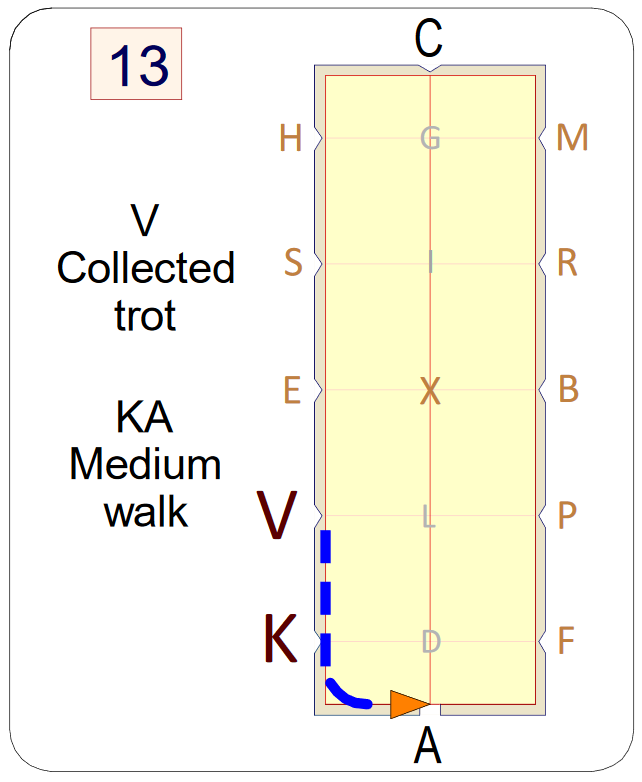 13
C
H G M
V
Collected
trot
S I R
E X B
KA
Medium
walk
V L P
K D F
A